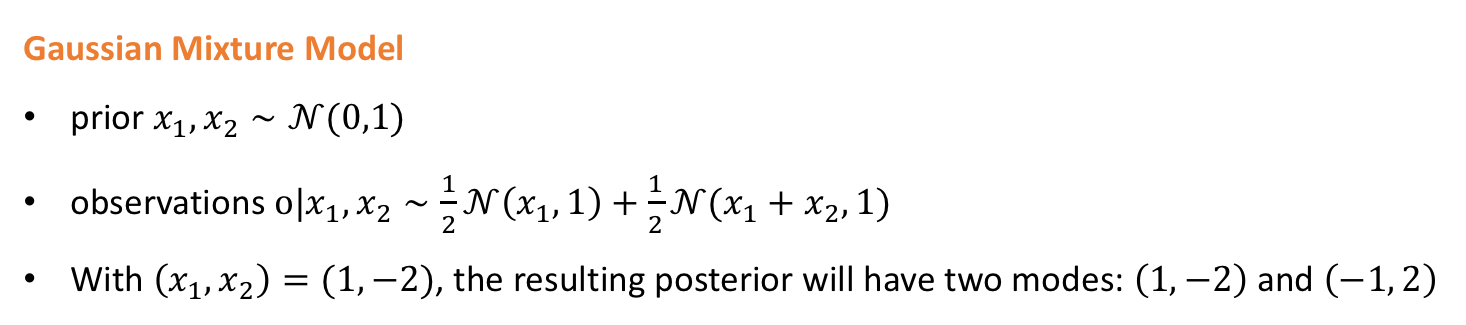 Gaussian Mixture Model
• prior 𝑥₁, 𝑥₂ ~ 𝒩(0,1)
• observations o|𝑥₁, 𝑥₂ ~ ½𝒩(𝑥₁, 1) + ½𝒩(𝑥₁ + 𝑥₂, 1)
• With (𝑥₁, 𝑥₂) = (1, −2), the resulting posterior will have two modes: (1, −2) and (−1, 2)